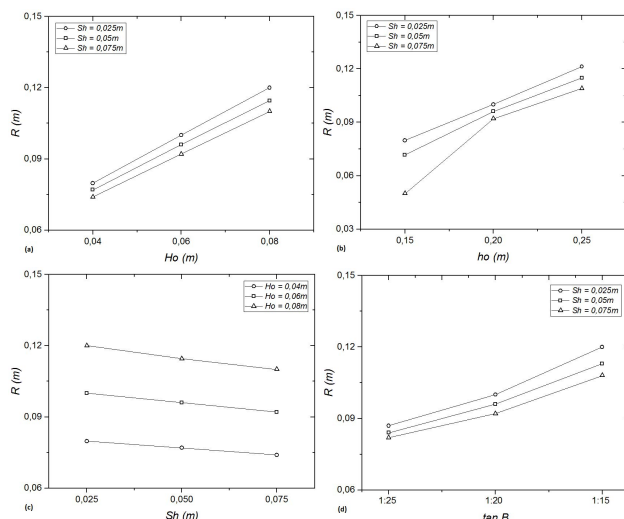 0,15
0,12
0,09
0,06
R (m)
Sh = 0,025m
Sh = 0,05m
Sh = 0,075m
0,04
0,06
0,08
Ho (m)
(a)
0,15
0,12
0,09
0,06
0,03
R (m)
Sh = 0,025m
Sh = 0,05m
Sh = 0,075m
0,15
0,20
0,25
ho (m)
(b)
0,15
0,12
0,09
0,06
R (m)
Ho = 0,04m
Ho = 0,06m
Ho = 0,08m
0,025
0,050
0,075
Sh (m)
(c)
0,15
0,12
0,09
0,06
R (m)
Sh = 0,025m
Sh = 0,05m
Sh = 0,075m
1:25
1:20
1:15
tan B
(d)